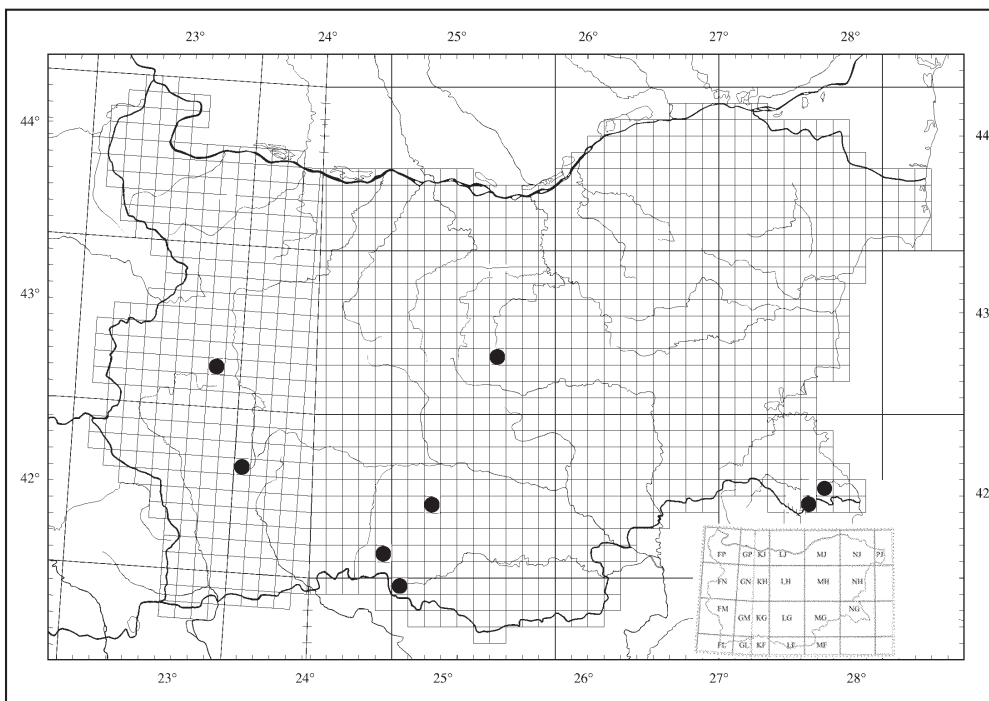 23° 24° 25° 26° 27° 28°
44° 44
43° 43
42° 42
FP GP KJ LJ MJ NJ PJ
FN GN KH LH MH NH
FM GM KG LG MG NG
FL GL KF LF MF
23° 24° 25° 26° 27° 28°